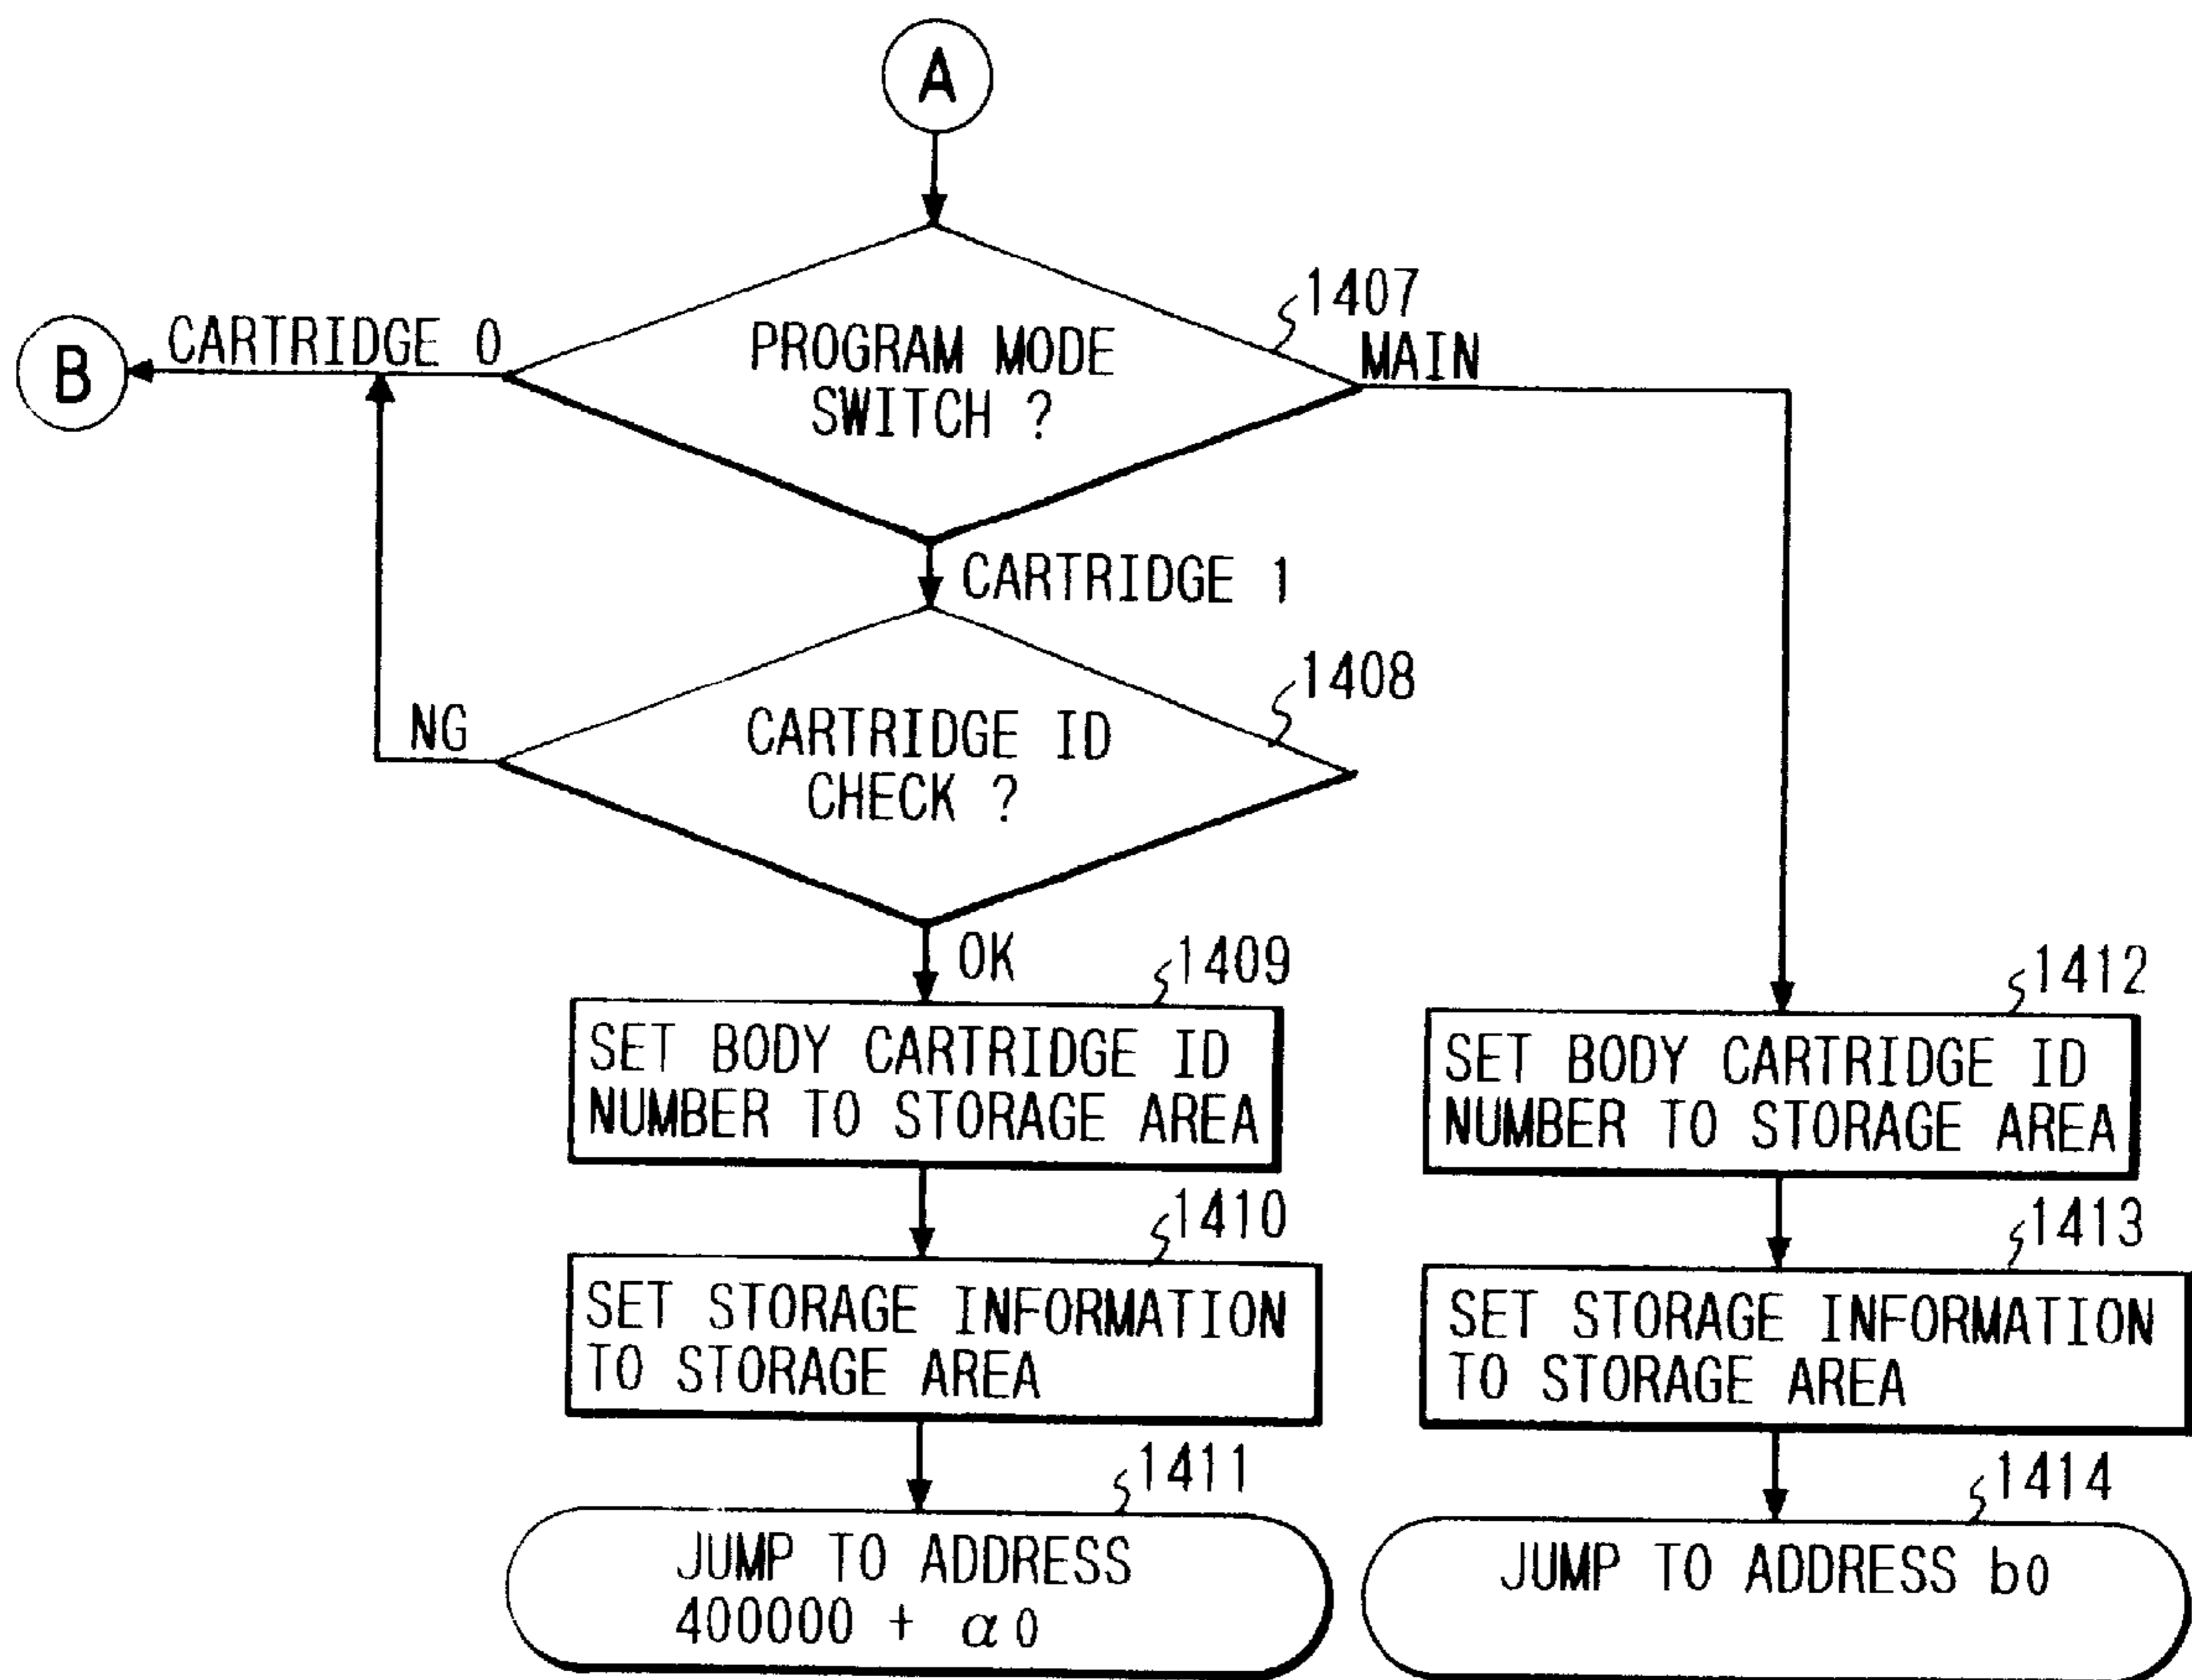 A
1407
CARTRIDGE 0
PROGRAM MODE
SWITCH ?
MAIN
B
CARTRIDGE 1
1408
NG
CARTRIDGE ID
CHECK ?
OK
1409
SET BODY CARTRIDGE ID
NUMBER TO STORAGE AREA
1410
SET STORAGE INFORMATION
TO STORAGE AREA
1411
JUMP TO ADDRESS
400000 + α0
1412
SET BODY CARTRIDGE ID
NUMBER TO STORAGE AREA
1413
SET STORAGE INFORMATION
TO STORAGE AREA
1414
JUMP TO ADDRESS b0